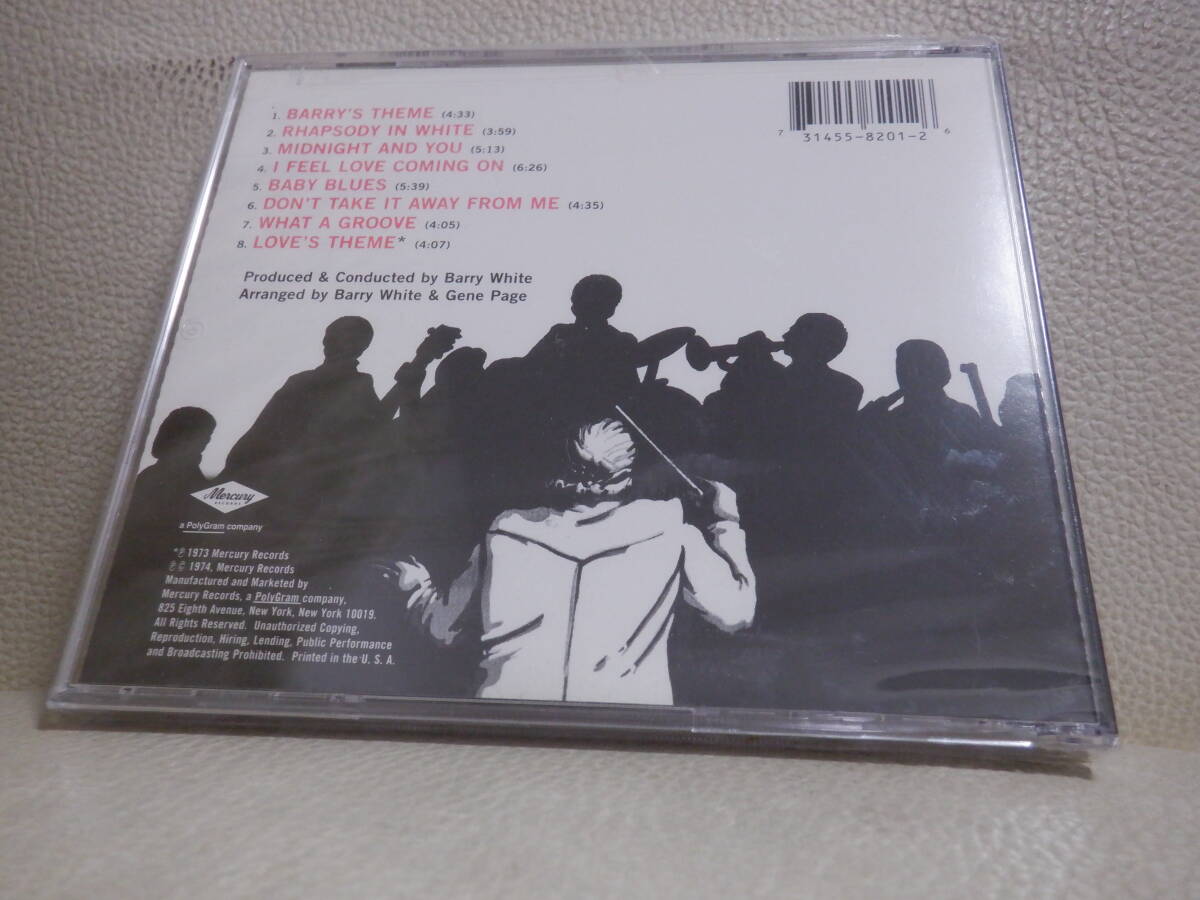 1. BARRY'S THEME (4:33)
2. RHAPSODY IN WHITE (3:59)
3. MIDNIGHT AND YOU (5:13)
4. I FEEL LOVE COMING ON (6:26)
5. BABY BLUES (5:39)
6. DON'T TAKE IT AWAY FROM ME (4:35)
7. WHAT A GROOVE (4:05)
8. LOVE'S THEME* (4:07)
Produced & Conducted by Barry White
Arranged by Barry White & Gene Page
7 31455-8201-2 6
Mercury
RECORDS
a PolyGram company
*℗ 1973 Mercury Records
℗ © 1974, Mercury Records
Manufactured and Marketed by
Mercury Records, a PolyGram company,
825 Eighth Avenue, New York, New York 10019.
All Rights Reserved. Unauthorized Copying,
Reproduction, Hiring, Lending, Public Performance
and Broadcasting Prohibited. Printed in the U. S. A.